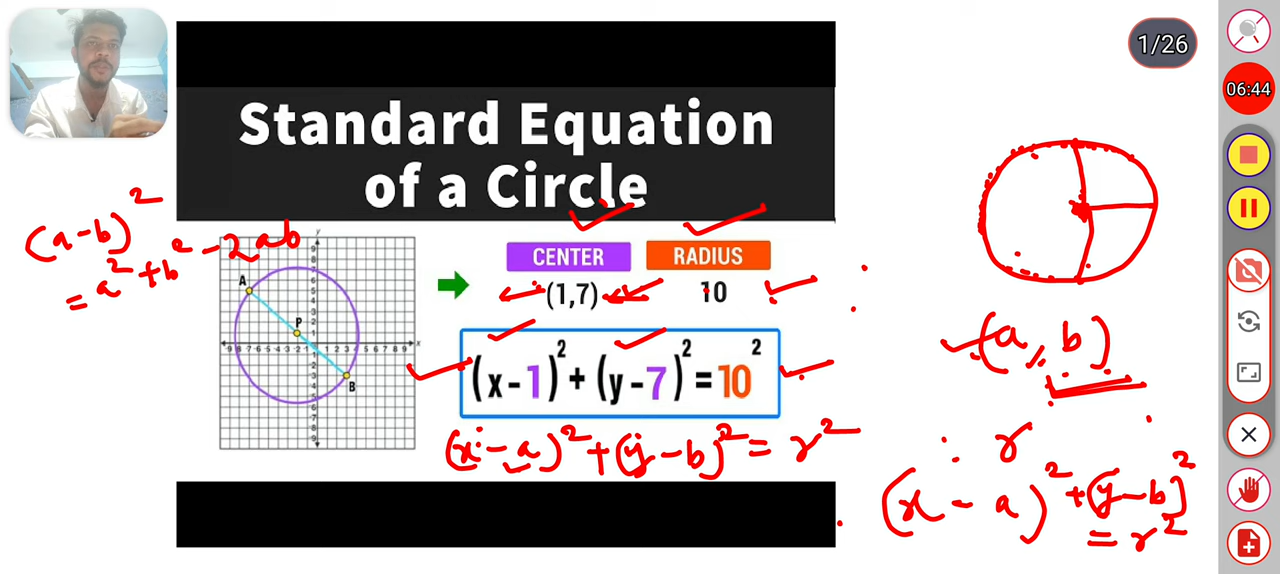 1/26
06:44
Standard Equation
of a Circle
(a-b)²
= a² + b² - 2ab
CENTER RADIUS
(1,7) 10
(x-1)² + (y-7)² = 10²
(x-a)² + (y-b)² = r²
A
P
B
x
y
(a, b)
r
(x-a)² + (y-b)²
= r²